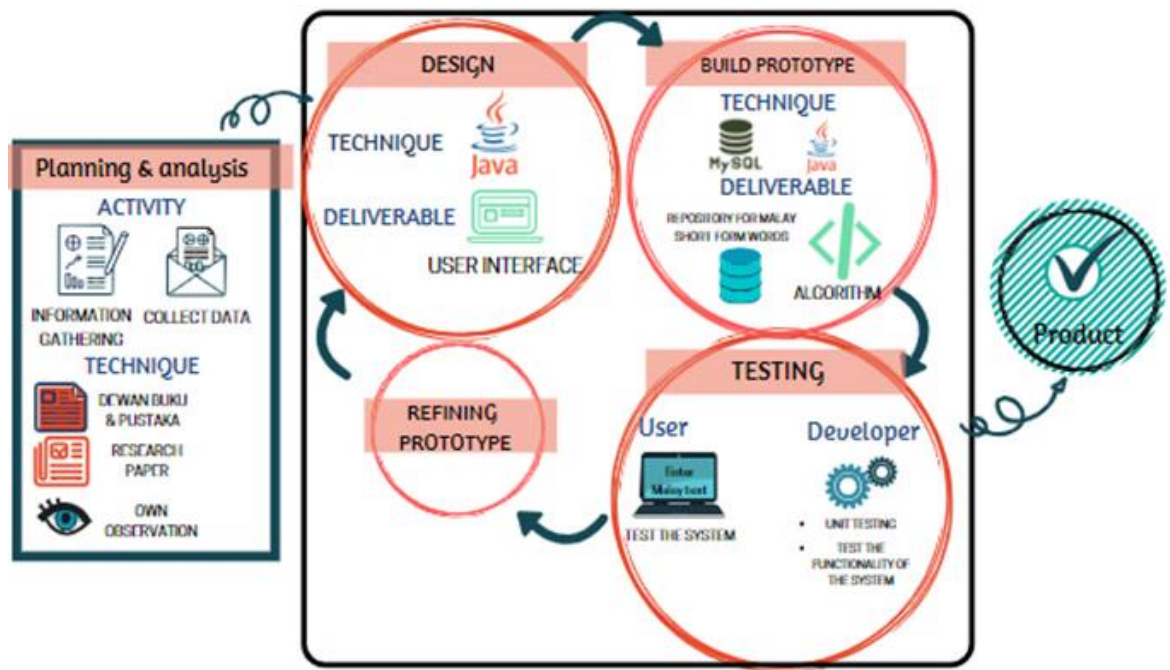 Planning & analysis
ACTIVITY
INFORMATION
GATHERING
COLLECT DATA
TECHNIQUE
DEWAN BUKU
& PUSTAKA
RESEARCH
PAPER
OWN
OBSERVATION
DESIGN
TECHNIQUE
Java
DELIVERABLE
USER INTERFACE
BUILD PROTOTYPE
TECHNIQUE
MySQL
Java
DELIVERABLE
REPOSITORY FOR MALAY
SHORT FORM WORDS
ALGORITHM
TESTING
User
Enter
Malay text
TEST THE SYSTEM
Developer
• UNIT TESTING
• TEST THE
FUNCTIONALITY OF
THE SYSTEM
REFINING
PROTOTYPE
Product